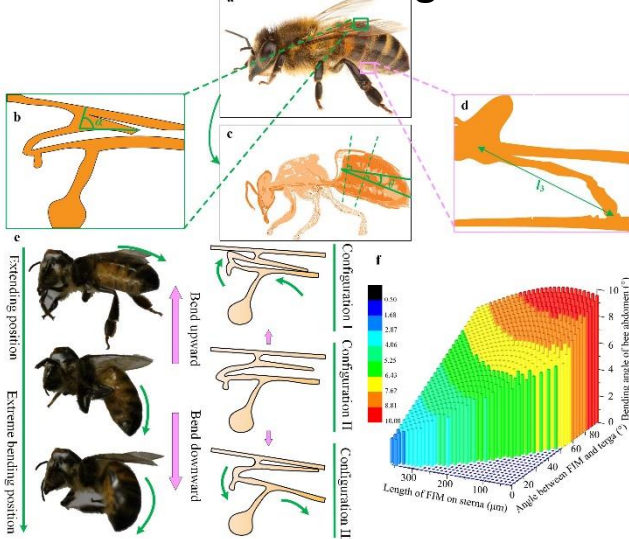 a
b
α
c
d
l3
e
Extending position
Extreme bending position
Bend upward
Bend downward
Configuration I
Configuration II
Configuration II
f
0.50
1.68
2.87
4.06
5.25
6.43
7.62
8.81
10.00
10
8
6
4
2
0
Bending angle of bee abdomen (°)
300
200
100
0
Length of FIM on sterna (μm)
20
40
60
80
Angle between FIM and terga (°)